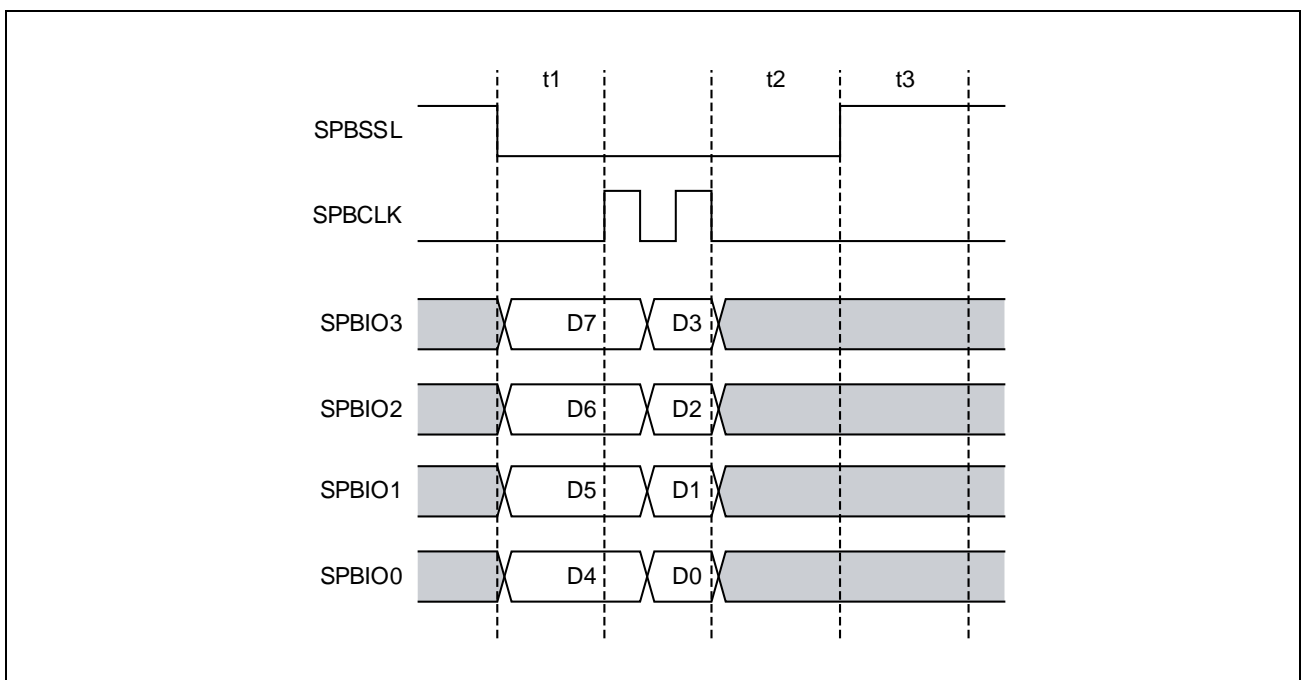 t1 t2 t3
SPBSSL
SPBCLK
SPBIO3 D7 D3
SPBIO2 D6 D2
SPBIO1 D5 D1
SPBIO0 D4 D0